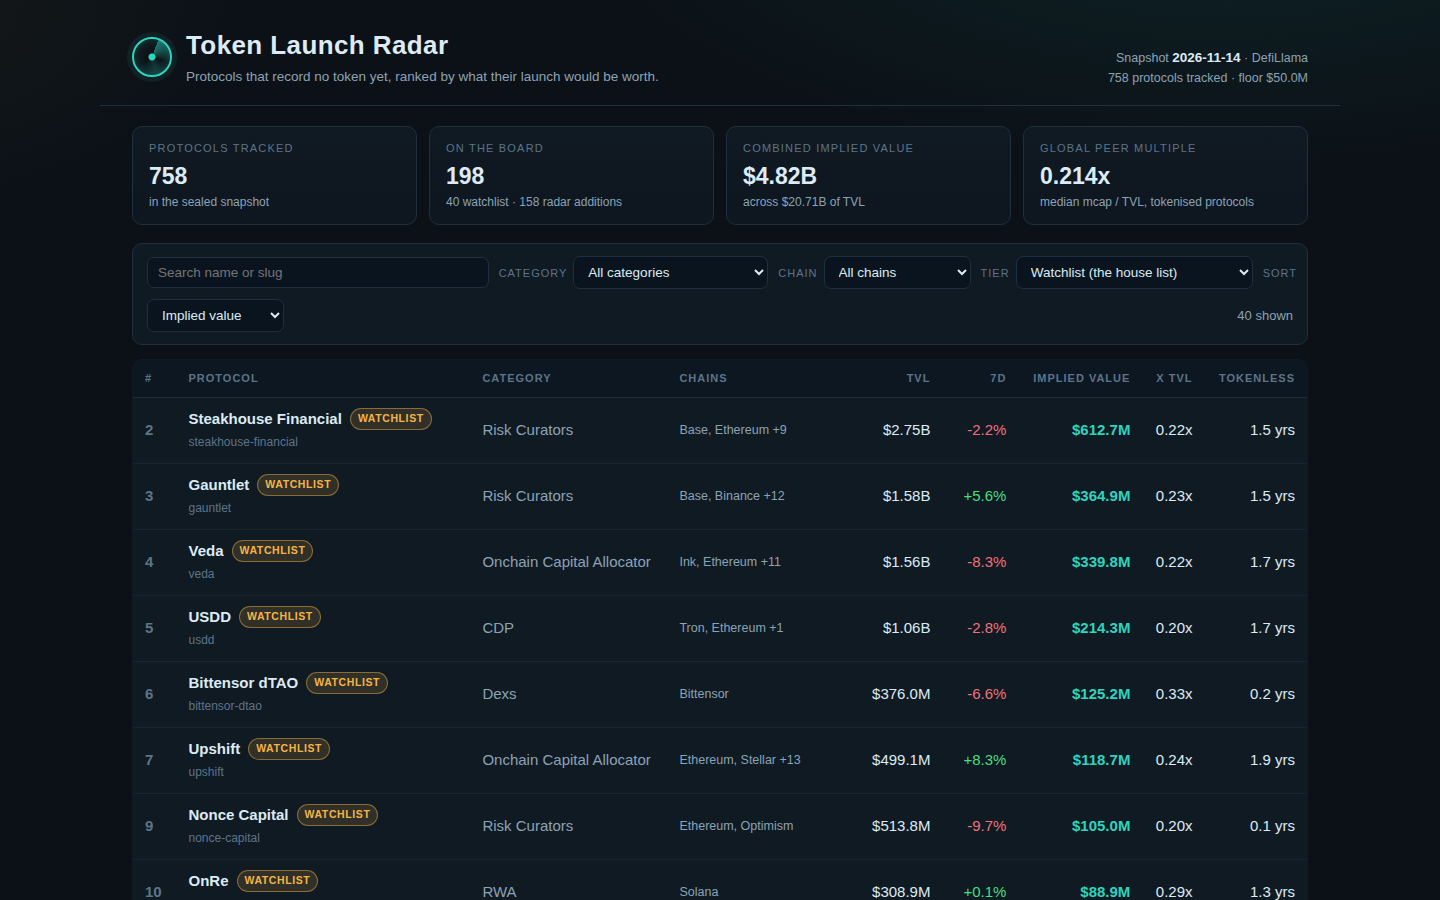 Token Launch Radar
Protocols that record no token yet, ranked by what their launch would be worth.
Snapshot 2026-11-14 · DefiLlama
758 protocols tracked · floor $50.0M
PROTOCOLS TRACKED
758
in the sealed snapshot
ON THE BOARD
198
40 watchlist · 158 radar additions
COMBINED IMPLIED VALUE
$4.82B
across $20.71B of TVL
GLOBAL PEER MULTIPLE
0.214x
median mcap / TVL, tokenised protocols
Search name or slug CATEGORY All categories CHAIN All chains TIER Watchlist (the house list) SORT
Implied value 40 shown
# PROTOCOL CATEGORY CHAINS TVL 7D IMPLIED VALUE X TVL TOKENLESS
2 Steakhouse Financial WATCHLIST Risk Curators Base, Ethereum +9 $2.75B -2.2% $612.7M 0.22x 1.5 yrs
steakhouse-financial
3 Gauntlet WATCHLIST Risk Curators Base, Binance +12 $1.58B +5.6% $364.9M 0.23x 1.5 yrs
gauntlet
4 Veda WATCHLIST Onchain Capital Allocator Ink, Ethereum +11 $1.56B -8.3% $339.8M 0.22x 1.7 yrs
veda
5 USDD WATCHLIST CDP Tron, Ethereum +1 $1.06B -2.8% $214.3M 0.20x 1.7 yrs
usdd
6 Bittensor dTAO WATCHLIST Dexs Bittensor $376.0M -6.6% $125.2M 0.33x 0.2 yrs
bittensor-dtao
7 Upshift WATCHLIST Onchain Capital Allocator Ethereum, Stellar +13 $499.1M +8.3% $118.7M 0.24x 1.9 yrs
upshift
9 Nonce Capital WATCHLIST Risk Curators Ethereum, Optimism $513.8M -9.7% $105.0M 0.20x 0.1 yrs
nonce-capital
10 OnRe WATCHLIST RWA Solana $308.9M +0.1% $88.9M 0.29x 1.3 yrs